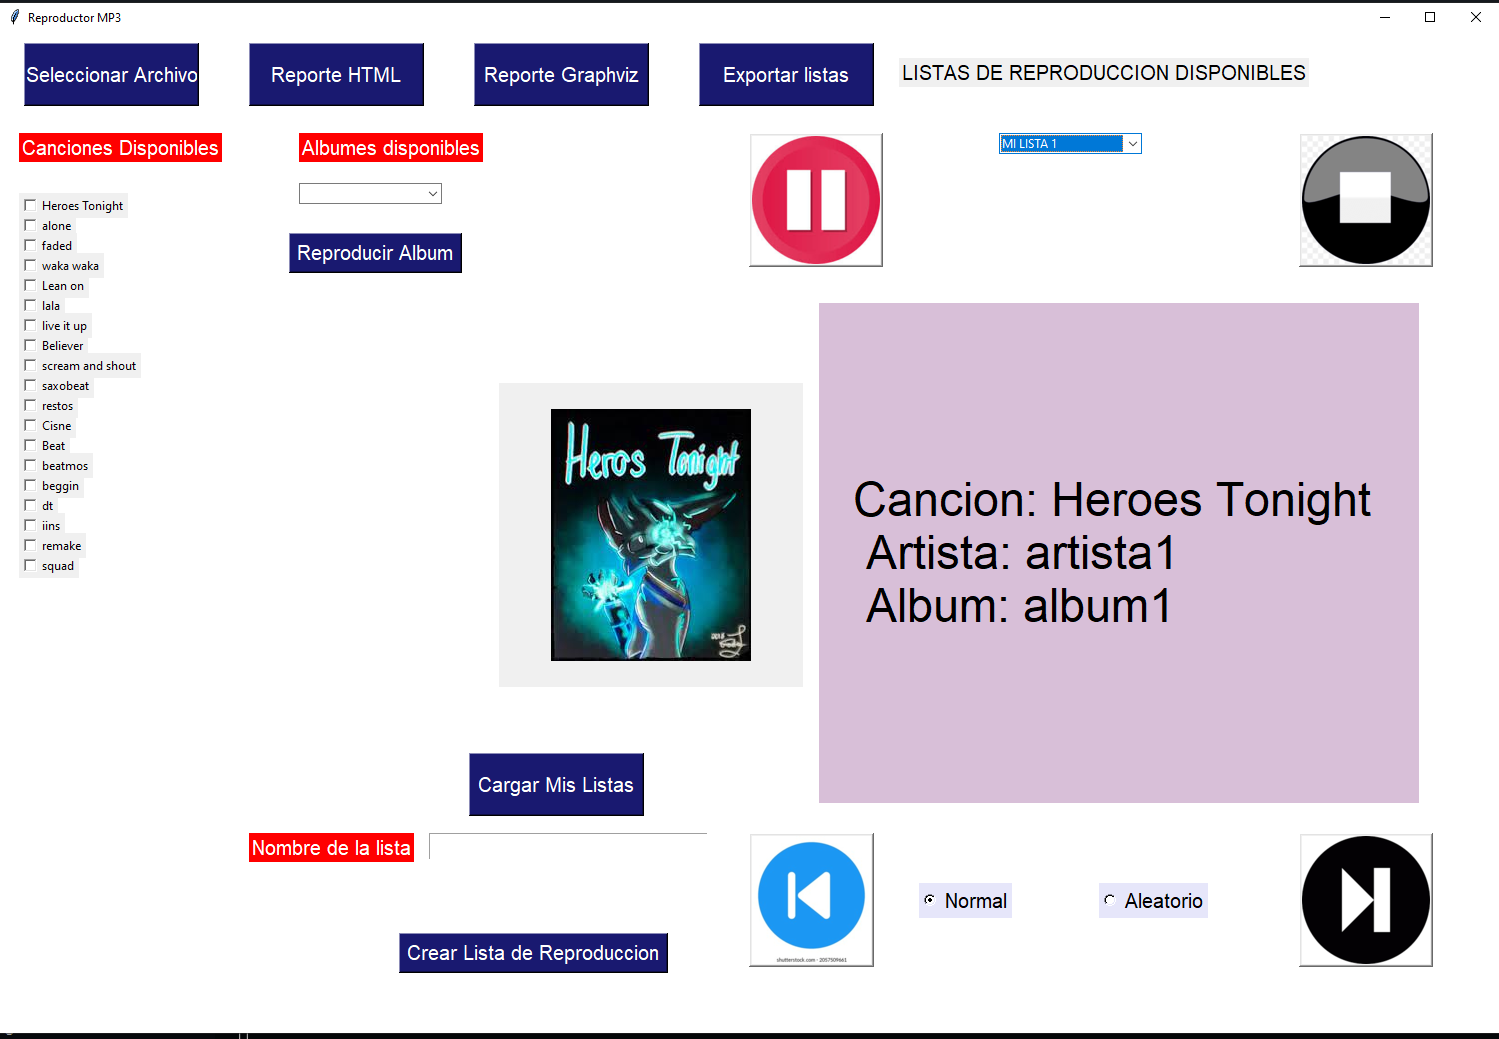 Reproductor MP3
Seleccionar Archivo
Reporte HTML
Reporte Graphviz
Exportar listas
LISTAS DE REPRODUCCION DISPONIBLES
Canciones Disponibles
Albumes disponibles
MI LISTA 1
Heroes Tonight
alone
faded
waka waka
Lean on
lala
live it up
Believer
scream and shout
saxobeat
restos
Cisne
Beat
beatmos
beggin
dt
iins
remake
squad
Reproducir Album
Heros Tonight
Cancion: Heroes Tonight
Artista: artista1
Album: album1
Cargar Mis Listas
Nombre de la lista
Crear Lista de Reproduccion
shutterstock.com · 2057509661
Normal
Aleatorio